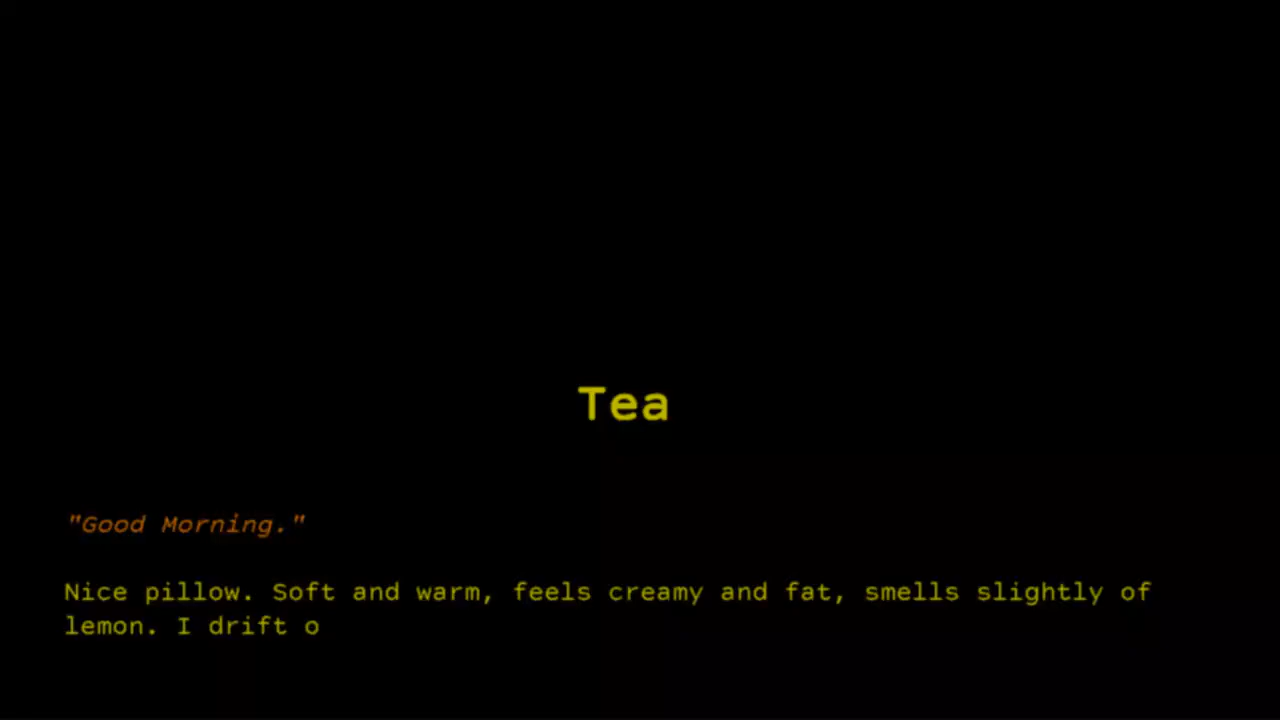 Tea
"Good Morning."
Nice pillow. Soft and warm, feels creamy and fat, smells slightly of
lemon. I drift o